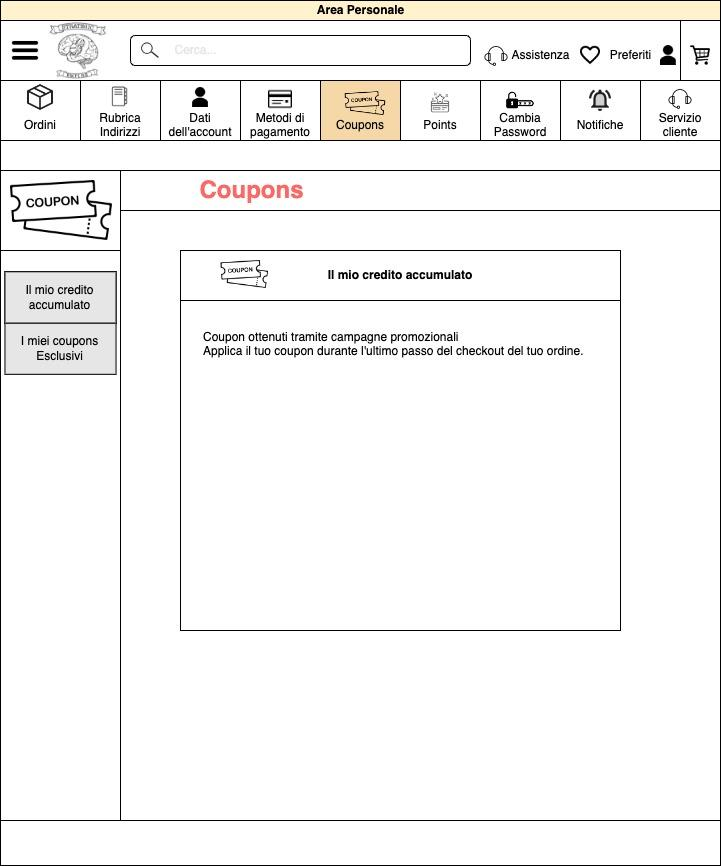 Area Personale
STRATEGIC
EMPIRE
Cerca...
Assistenza
Preferiti
Ordini
Rubrica
Indirizzi
Dati
dell'account
Metodi di
pagamento
COUPON
Coupons
Points
Cambia
Password
Notifiche
Servizio
cliente
COUPON
Coupons
Il mio credito
accumulato
I miei coupons
Esclusivi
COUPON
Il mio credito accumulato
Coupon ottenuti tramite campagne promozionali
Applica il tuo coupon durante l'ultimo passo del checkout del tuo ordine.